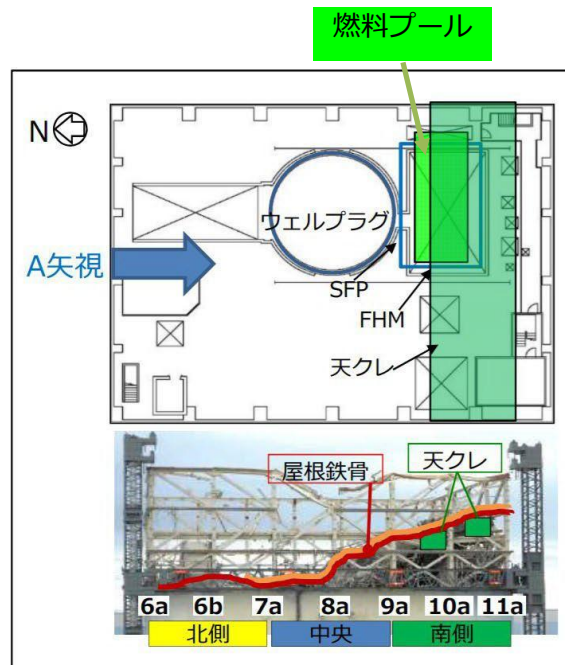 燃料プール
N
ウェルプラグ
A矢視
SFP
FHM
天クレ
屋根鉄骨
天クレ
6a 6b 7a 8a 9a 10a 11a
北側 中央 南側